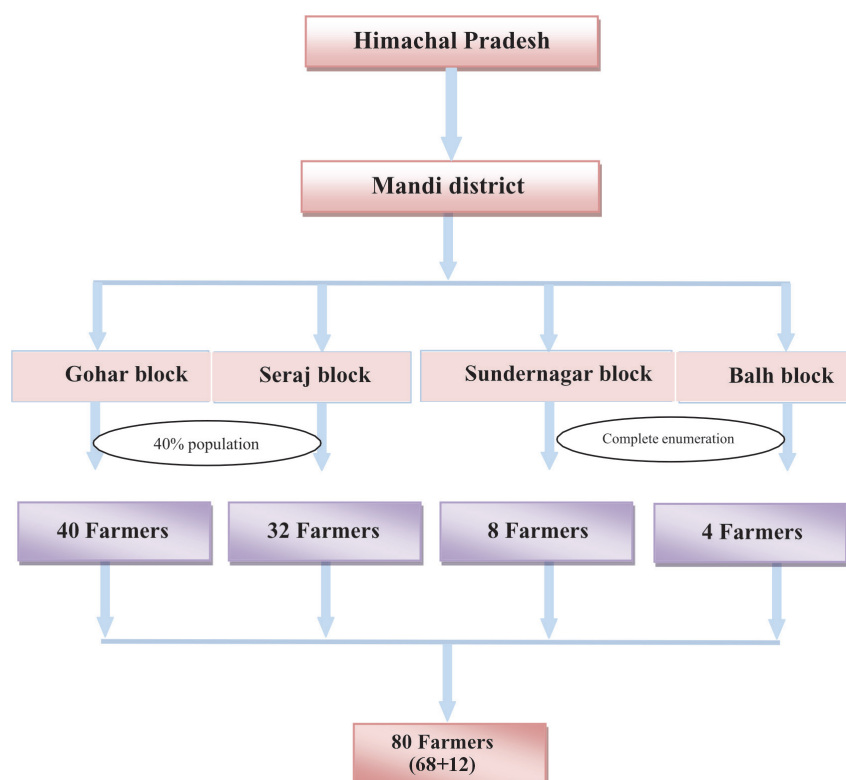 Himachal Pradesh
Mandi district
Gohar block
Seraj block
Sundernagar block
Balh block
40% population
Complete enumeration
40 Farmers
32 Farmers
8 Farmers
4 Farmers
80 Farmers
(68+12)